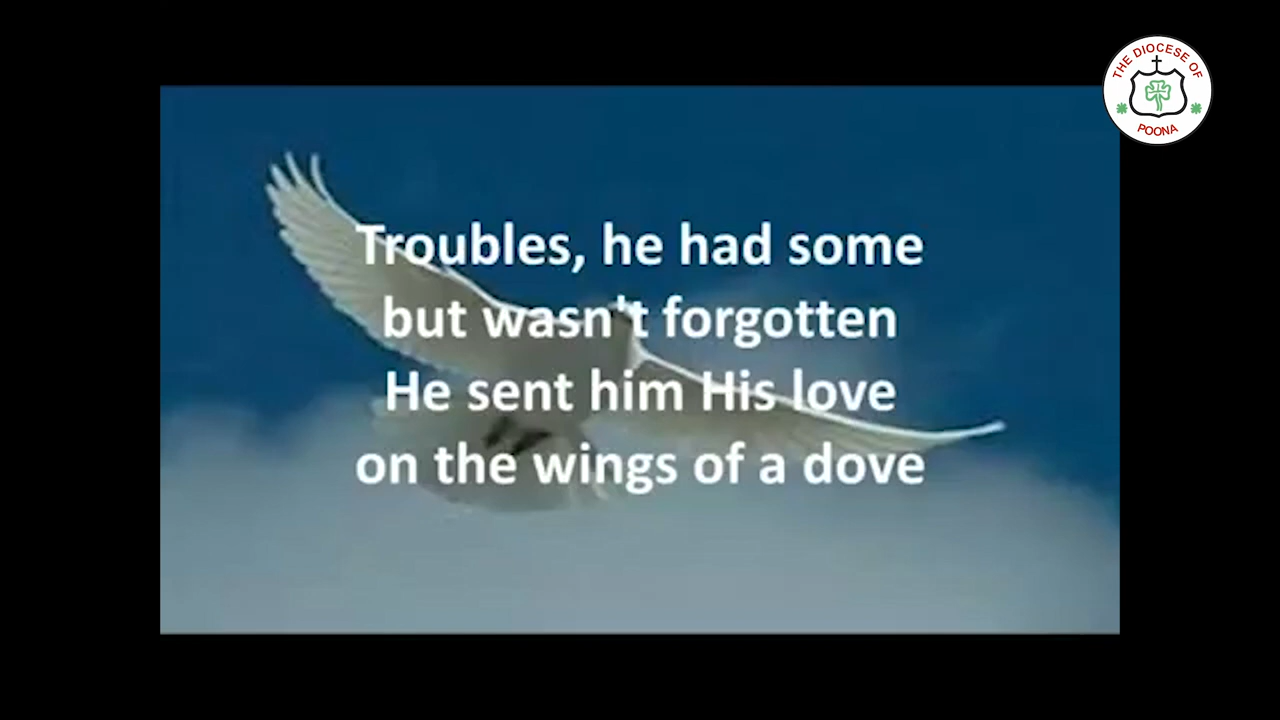 THE DIOCESE OF
POONA
Troubles, he had some
but wasn't forgotten
He sent him His love
on the wings of a dove